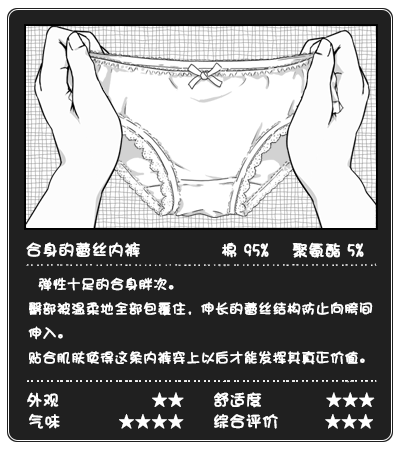 合身的蕾丝内裤 棉 95% 聚氨酯 5%
弹性十足的合身胖次。
臀部被温柔地全部包覆住，伸长的蕾丝结构防止向胯间
伸入。
贴合肌肤使得这条内裤穿上以后才能发挥其真正价值。
外观 ★★ 舒适度 ★★★
气味 ★★★★ 综合评价 ★★★